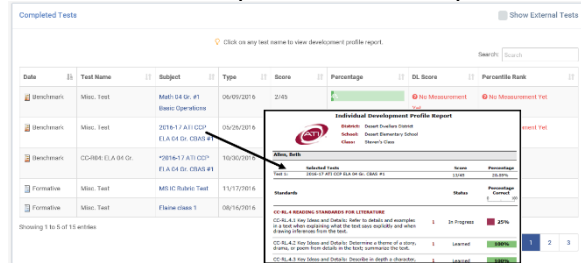 Completed Tests
Show External Tests
Click on any test name to view development profile report.
Search: Search
Date Test Name Subject Type Score Percentage DL Score Percentile Rank
Benchmark Misc. Test Math 04 Gr. #1 06/09/2016 2/45 No Measurement No Measurement Yet
Basic Operations Yet
Benchmark Misc. Test 2016-17 ATI CCP 05/26/2016
ELA 04 Gr. CBAS #1
Benchmark CC-R04: ELA 04 Gr. *2016-17 ATI CCP 10/30/2016
ELA 04 Gr. CBAS #1
Formative Misc. Test MS IC Rubric Test 11/17/2016
Formative Misc. Test Elaine class 1 08/16/2016
Showing 1 to 5 of 15 entries
1 2 3
Individual Development Profile Report
ATI
District: Desert Overture District
School: Desert Elementary School
Class: Steven's Class
Allen, Beth
Selected Tests Score Percentage
Test 1: 2016-17 ATI CCP ELA 04 Gr. CBAS #1
Standards Status Percentage
Correct
CC-RL.4 READING STANDARDS FOR LITERATURE
CC-RL.4.1 Key Ideas and Details: Refer to details and examples
in a text when explaining what the text says explicitly and when
drawing inferences from the text.
1 In Progress 25%
CC-RL.4.2 Key Ideas and Details: Determine a theme of a story,
drama, or poem from details in the text; summarize the text.
1 Learned 100%
CC-RL.4.3 Key Ideas and Details: Describe in depth a character,
1 Learned 100%